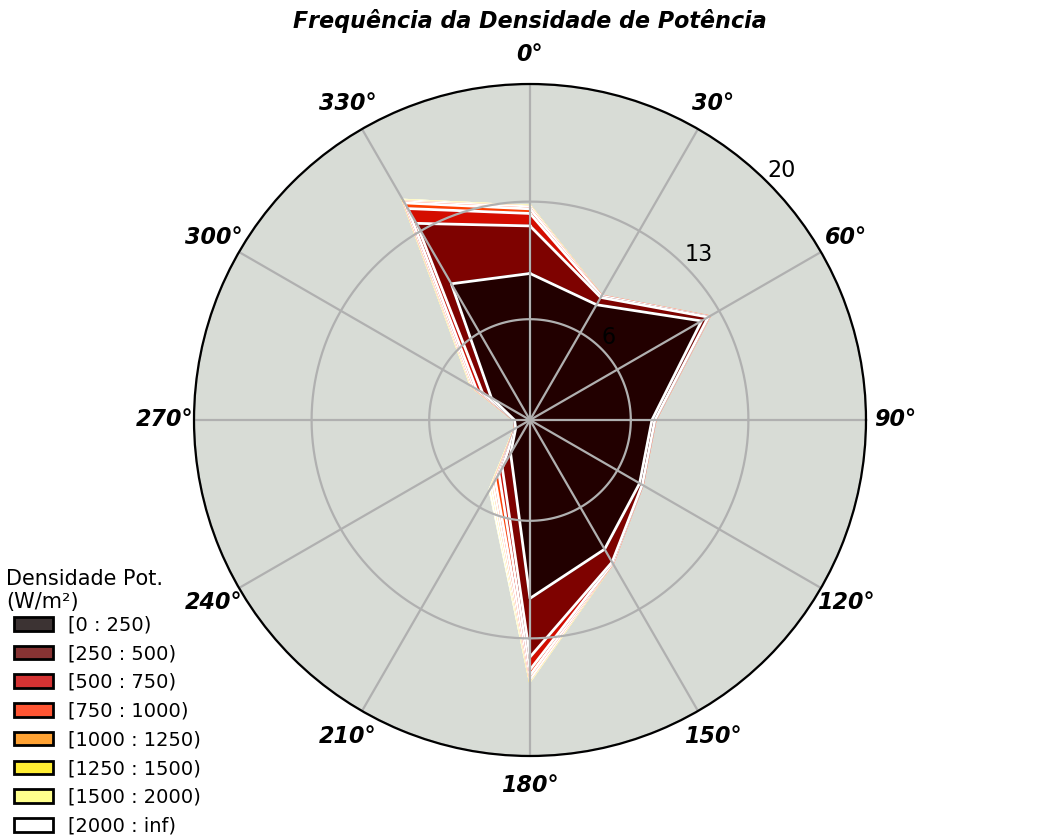 Frequência da Densidade de Potência
0°
330°
30°
20
300°
60°
13
6
270°
90°
240°
120°
210°
150°
180°
Densidade Pot.
(W/m²)
[0 : 250)
[250 : 500)
[500 : 750)
[750 : 1000)
[1000 : 1250)
[1250 : 1500)
[1500 : 2000)
[2000 : inf)